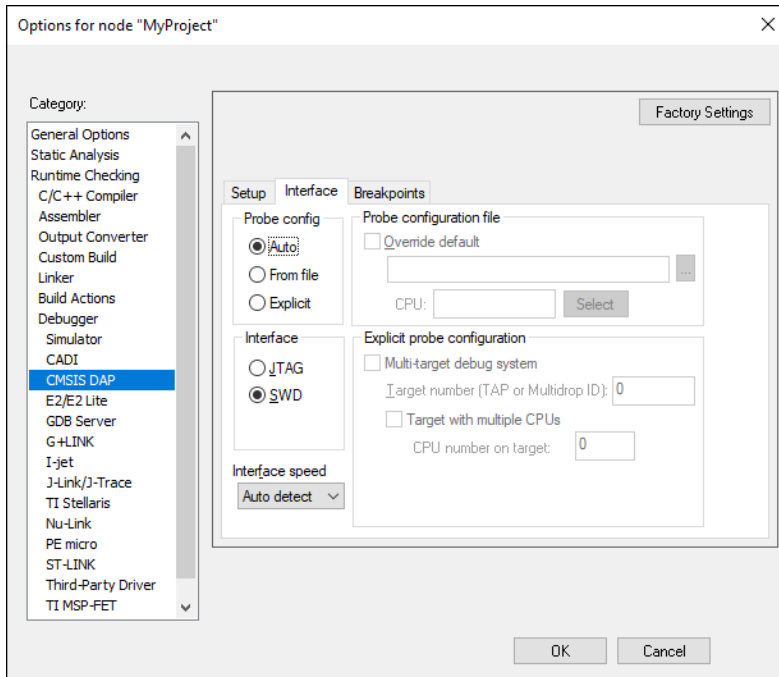 Options for node "MyProject"
Category:
General Options
Static Analysis
Runtime Checking
C/C++ Compiler
Assembler
Output Converter
Custom Build
Linker
Build Actions
Debugger
Simulator
CADI
CMSIS DAP
E2/E2 Lite
GDB Server
G+LINK
I-jet
J-Link/J-Trace
TI Stellaris
Nu-Link
PE micro
ST-LINK
Third-Party Driver
TI MSP-FET
Factory Settings
Setup Interface Breakpoints
Probe config
Auto
From file
Explicit
Probe configuration file
Override default
...
CPU: Select
Interface
JTAG
SWD
Interface speed
Auto detect
Explicit probe configuration
Multi-target debug system
Target number (TAP or Multidrop ID): 0
Target with multiple CPUs
CPU number on target: 0
OK Cancel